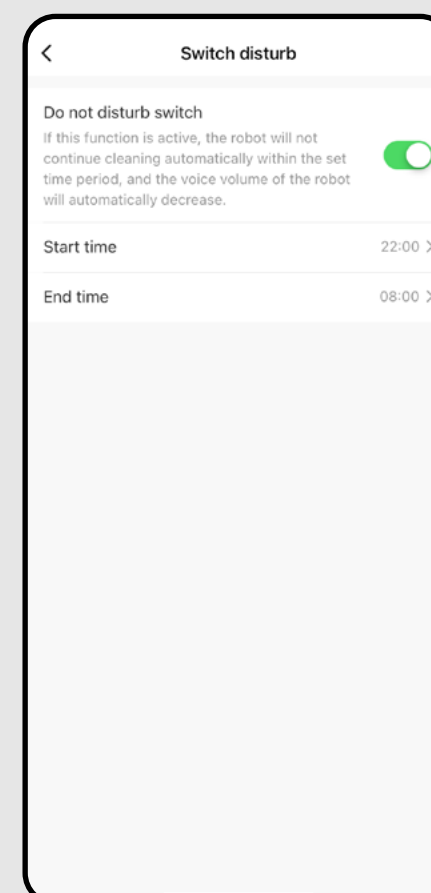 Switch disturb
Do not disturb switch
If this function is active, the robot will not
continue cleaning automatically within the set
time period, and the voice volume of the robot
will automatically decrease.
Start time 22:00
End time 08:00